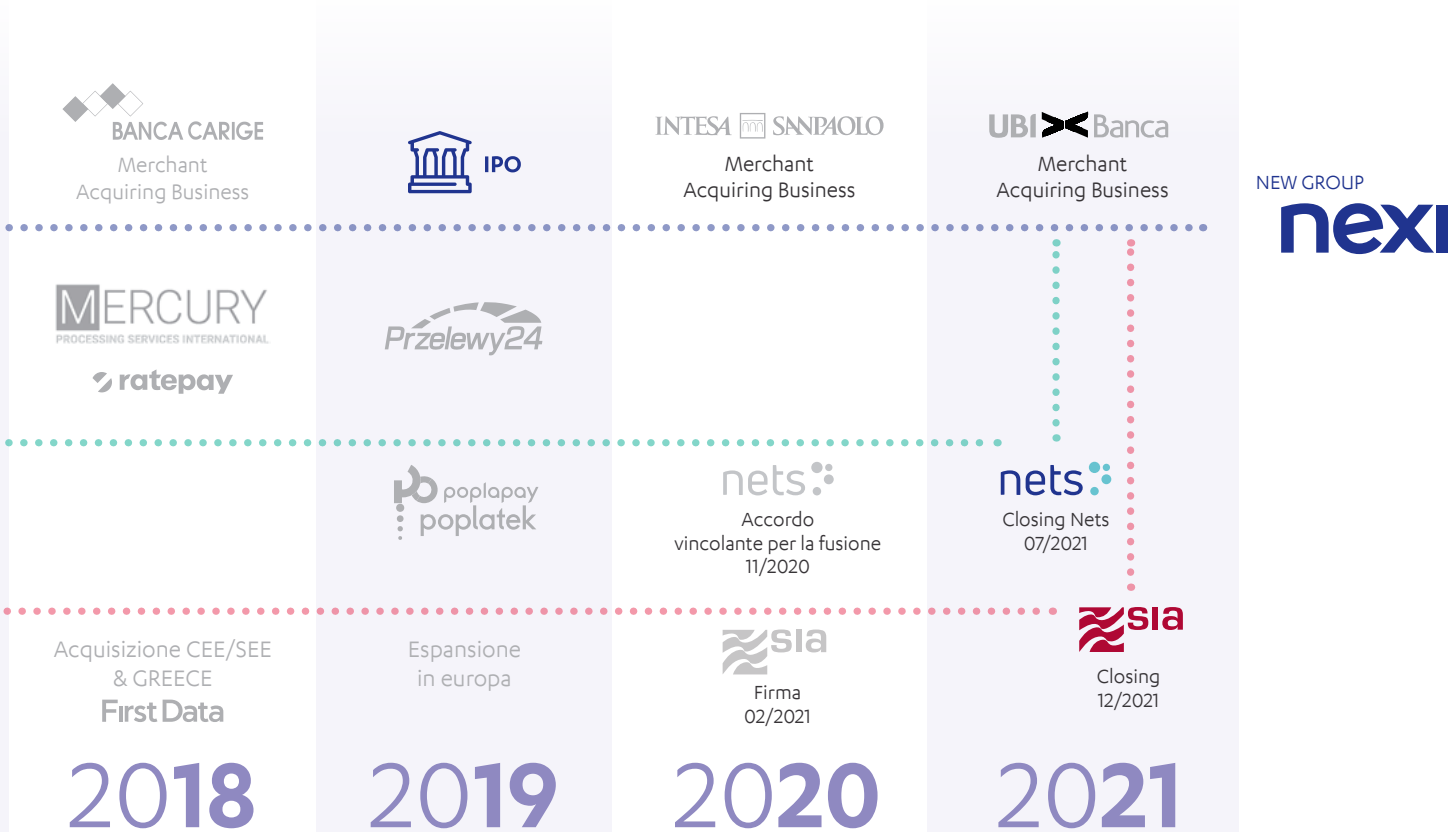 BANCA CARIGE
Merchant
Acquiring Business
IPO
INTESA SANPAOLO
Merchant
Acquiring Business
UBI Banca
Merchant
Acquiring Business
NEW GROUP
nexi
MERCURY
PROCESSING SERVICES INTERNATIONAL
ratepay
Przelewy24
poplapay
poplatek
nets
Accordo
vincolante per la fusione
11/2020
nets
Closing Nets
07/2021
Acquisizione CEE/SEE
& GREECE
First Data
Espansione
in europa
sia
Firma
02/2021
sia
Closing
12/2021
2018
2019
2020
2021